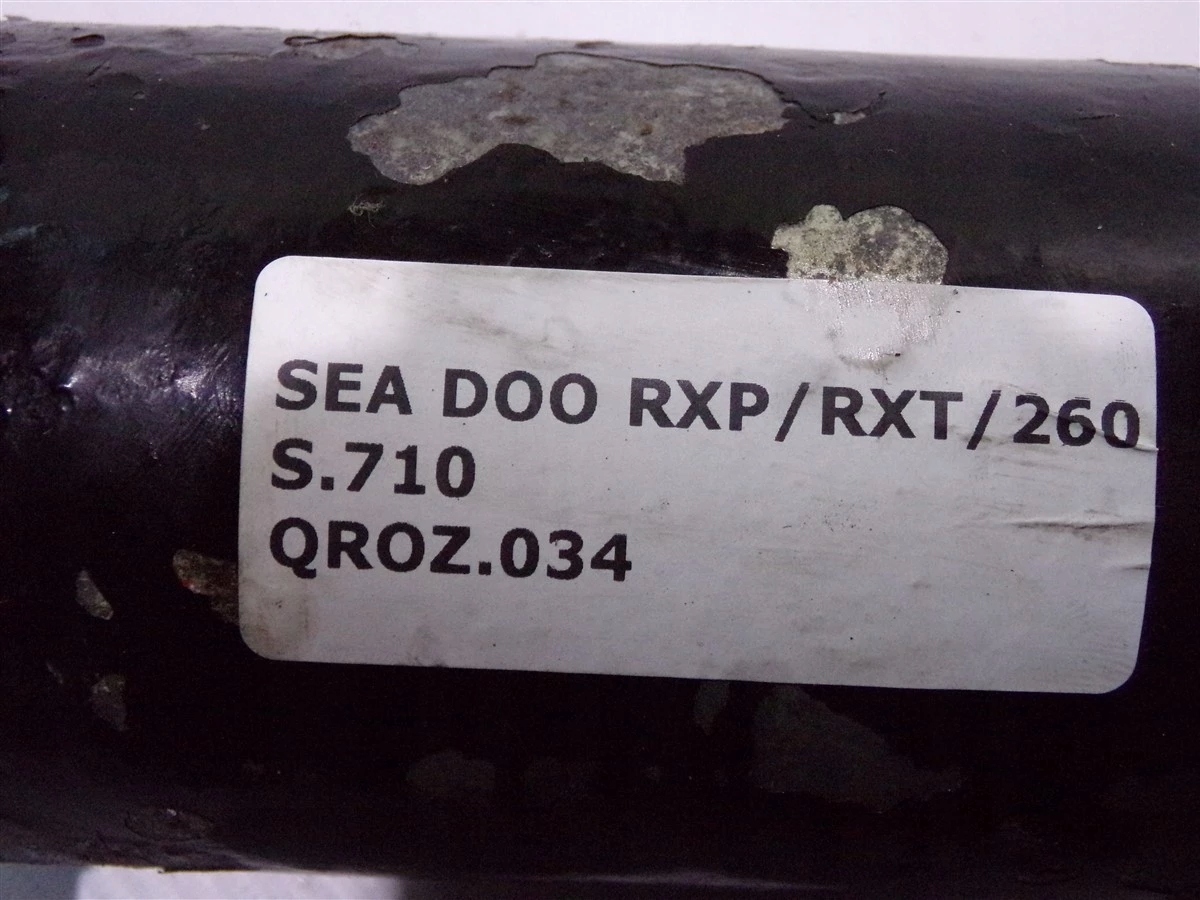 SEA DOO RXP/RXT/260
S.710
QROZ.034